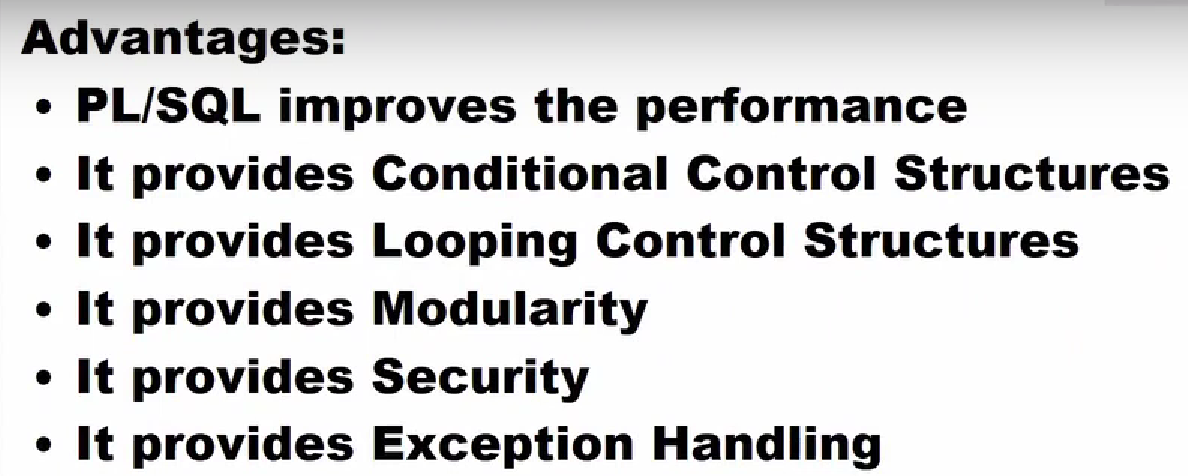 Advantages:
• PL/SQL improves the performance
• It provides Conditional Control Structures
• It provides Looping Control Structures
• It provides Modularity
• It provides Security
• It provides Exception Handling